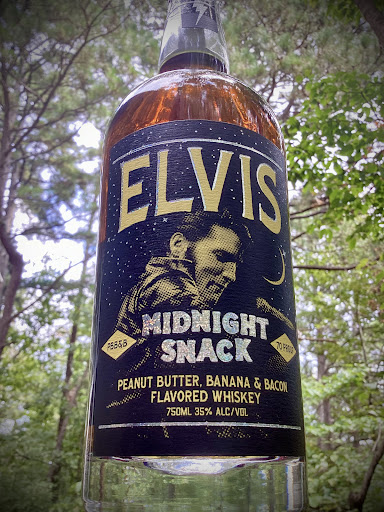 ELVIS
MIDNIGHT
SNACK
PB&B
70 PROOF
PEANUT BUTTER, BANANA & BACON
FLAVORED WHISKEY
750ML 35% ALC/VOL